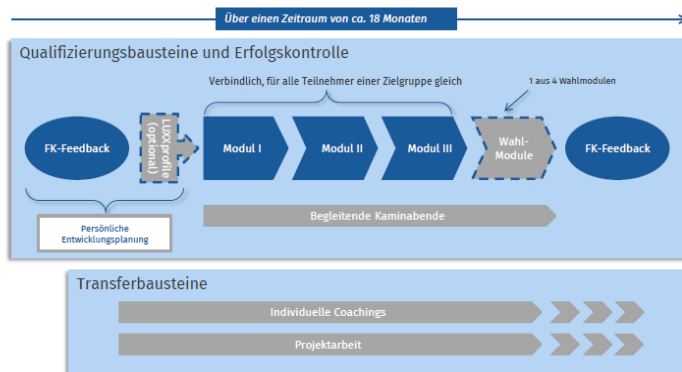 Über einen Zeitraum von ca. 18 Monaten
Qualifizierungsbausteine und Erfolgskontrolle
Verbindlich, für alle Teilnehmer einer Zielgruppe gleich
1 aus 4 Wahlmodulen
FK-Feedback
LUXXprofile
(optional)
Modul I
Modul II
Modul III
Wahl-
Module
FK-Feedback
Persönliche
Entwicklungsplanung
Begleitende Kaminabende
Transferbausteine
Individuelle Coachings
Projektarbeit